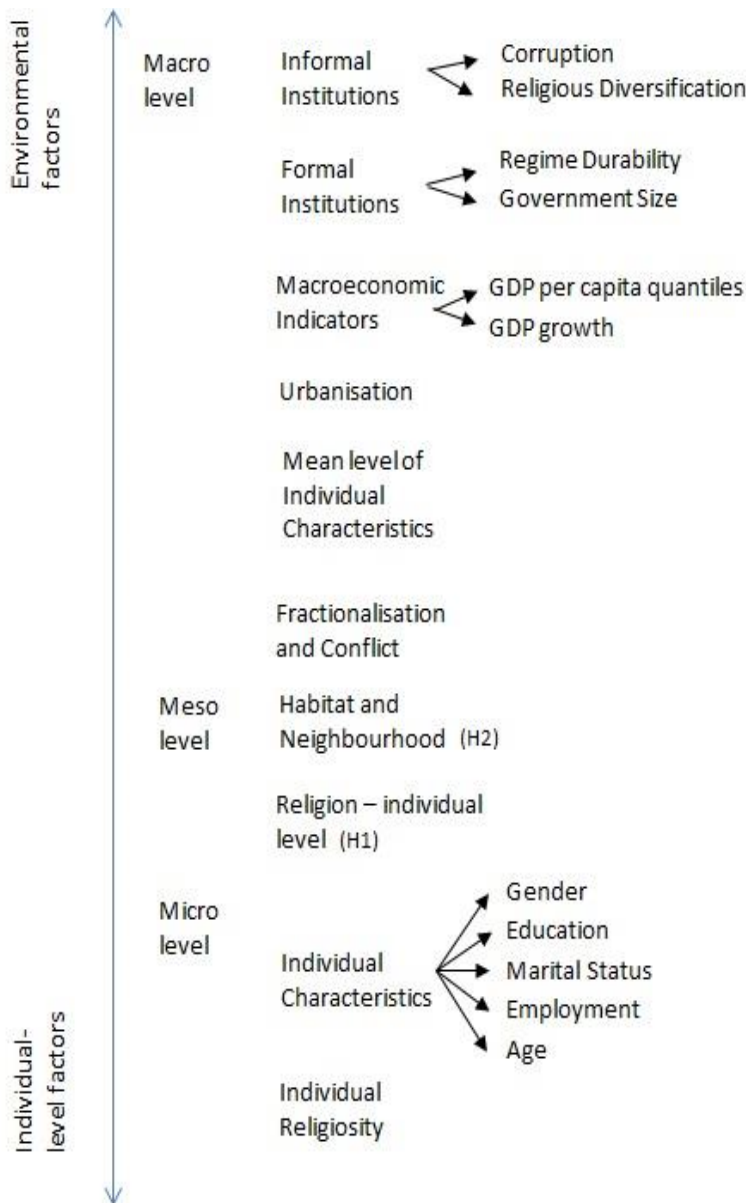 Environmental
factors
Macro
level
Informal
Institutions
Corruption
Religious Diversification
Formal
Institutions
Regime Durability
Government Size
Macroeconomic
Indicators
GDP per capita quantiles
GDP growth
Urbanisation
Mean level of
Individual
Characteristics
Fractionalisation
and Conflict
Meso
level
Habitat and
Neighbourhood (H2)
Religion – individual
level (H1)
Micro
level
Individual
Characteristics
Gender
Education
Marital Status
Employment
Age
Individual-
level factors
Individual
Religiosity